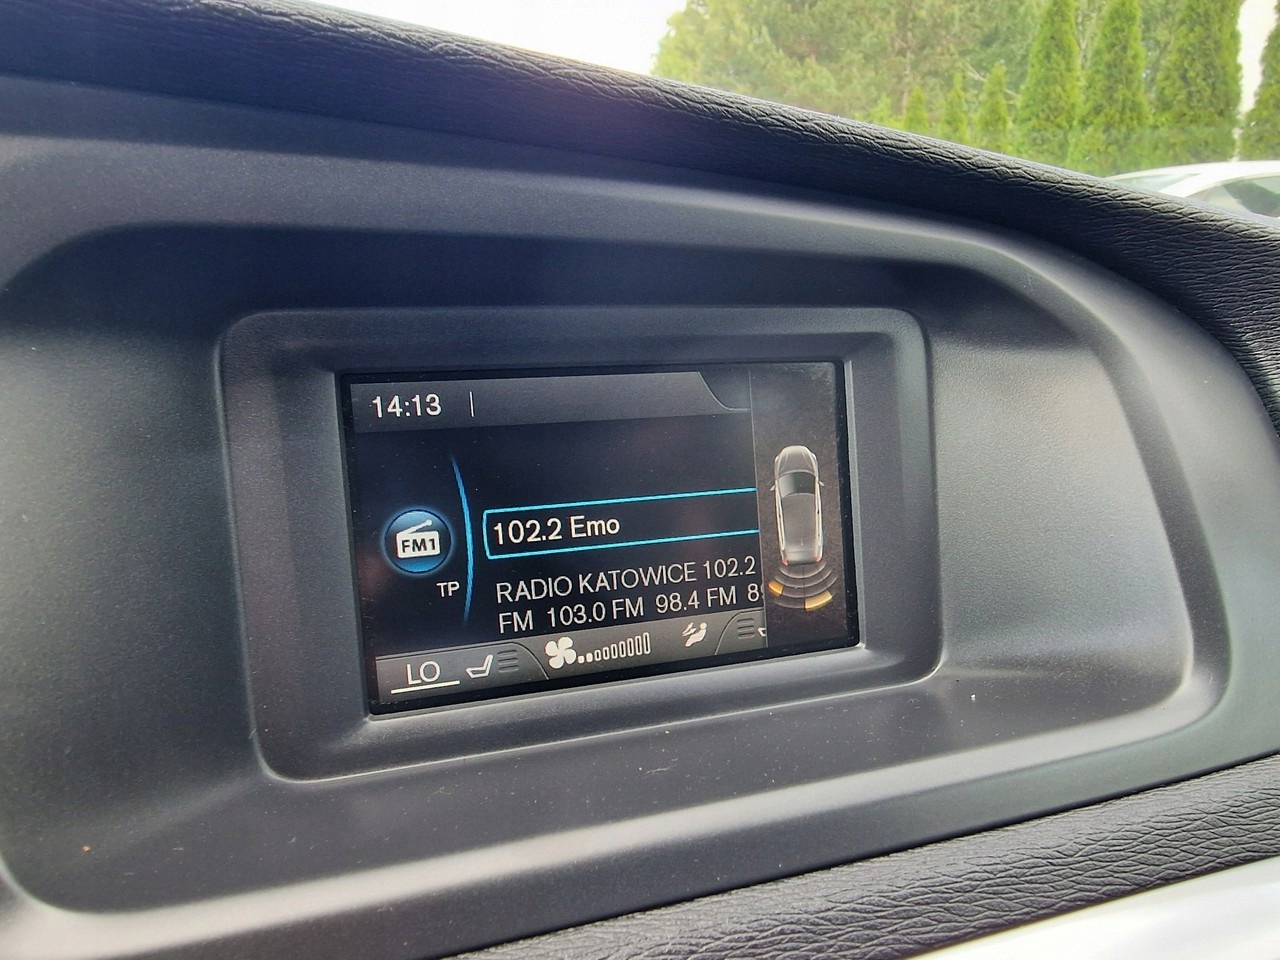 14:13
FM1
TP
102.2 Emo
RADIO KATOWICE 102.2
FM 103.0 FM 98.4 FM 89
LO